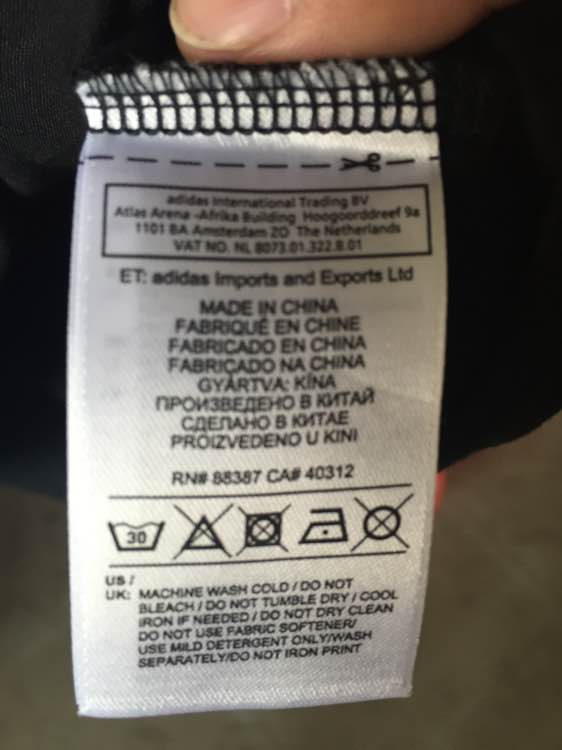 adidas International Trading BV
Atlas Arena -Afrika Building Hoogoorddreef 9a
1101 BA Amsterdam ZO The Netherlands
VAT NO. NL 8073.01.322.B.01
ET: adidas Imports and Exports Ltd
MADE IN CHINA
FABRIQUÉ EN CHINE
FABRICADO EN CHINA
FABRICADO NA CHINA
GYÁRTVA: KÍNA
ПРОИЗВЕДЕНО В КИТАЙ
СДЕЛАНО В КИТАЕ
PROIZVEDENO U KINI
RN# 88387 CA# 40312
30
US /
UK: MACHINE WASH COLD / DO NOT
BLEACH / DO NOT TUMBLE DRY / COOL
IRON IF NEEDED / DO NOT DRY CLEAN
DO NOT USE FABRIC SOFTENER/
USE MILD DETERGENT ONLY/WASH
SEPARATELY/DO NOT IRON PRINT